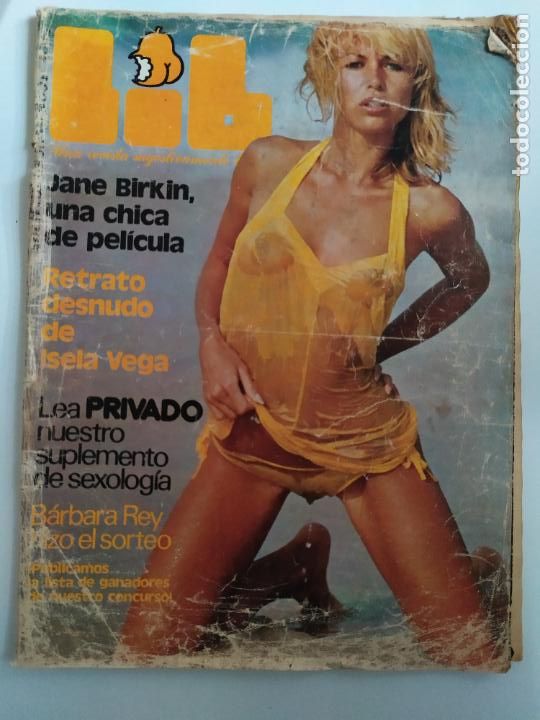 lib
Jane Birkin,
una chica
de película
Retrato
desnudo
de
Isela Vega
Lea PRIVADO
nuestro
suplemento
de sexología
Bárbara Rey
hizo el sorteo
¡Publicamos
la lista de ganadores
de nuestro concurso!
todocoleccion.net